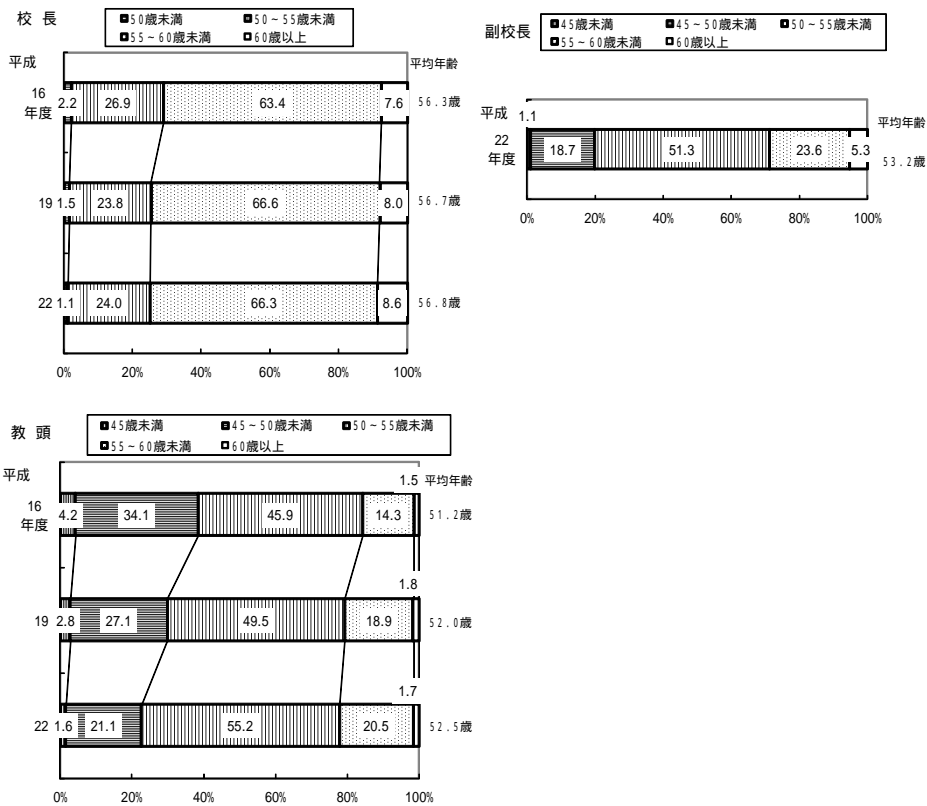 校 長
■50歳未満 ■50～55歳未満
■55～60歳未満 □60歳以上
平成
平均年齢
16
年度
2.2 26.9 63.4 7.6 56.3歳
19 1.5 23.8 66.6 8.0 56.7歳
22 1.1 24.0 66.3 8.6 56.8歳
0% 20% 40% 60% 80% 100%
副校長
■45歳未満 ■45～50歳未満 □50～55歳未満
■55～60歳未満 □60歳以上
平成 1.1
平均年齢
22
年度
18.7 51.3 23.6 5.3 53.2歳
0% 20% 40% 60% 80% 100%
教 頭
■45歳未満 ■45～50歳未満 ■50～55歳未満
■55～60歳未満 □60歳以上
平成
1.5 平均年齢
16
年度
4.2 34.1 45.9 14.3 51.2歳
1.8
19 2.8 27.1 49.5 18.9 52.0歳
1.7
22 1.6 21.1 55.2 20.5 52.5歳
0% 20% 40% 60% 80% 100%